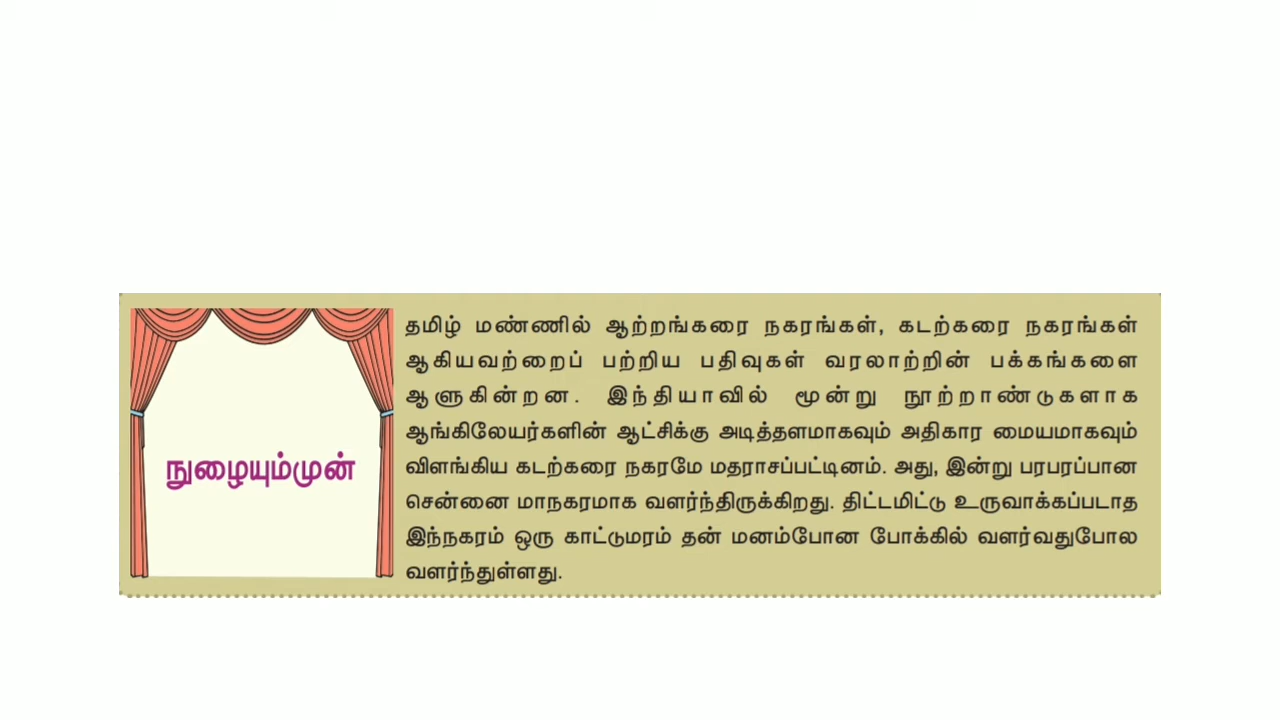 நுழையும்முன்
தமிழ் மண்ணில் ஆற்றங்கரை நகரங்கள், கடற்கரை நகரங்கள்
ஆகியவற்றைப் பற்றிய பதிவுகள் வரலாற்றின் பக்கங்களை
ஆளுகின்றன. இந்தியாவில் மூன்று நூற்றாண்டுகளாக
ஆங்கிலேயர்களின் ஆட்சிக்கு அடித்தளமாகவும் அதிகார மையமாகவும்
விளங்கிய கடற்கரை நகரமே மதராசப்பட்டினம். அது, இன்று பரபரப்பான
சென்னை மாநகரமாக வளர்ந்திருக்கிறது. திட்டமிட்டு உருவாக்கப்படாத
இந்நகரம் ஒரு காட்டுமரம் தன் மனம்போன போக்கில் வளர்வதுபோல
வளர்ந்துள்ளது.